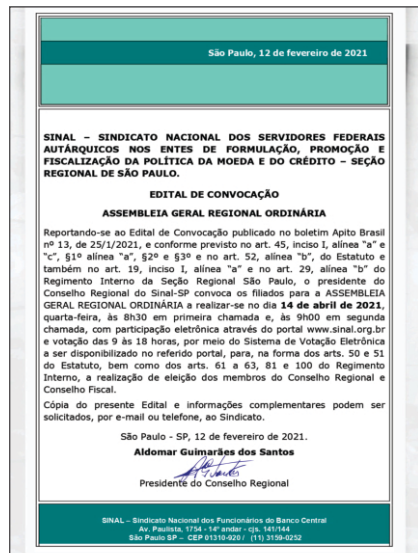 São Paulo, 12 de fevereiro de 2021
SINAL – SINDICATO NACIONAL DOS SERVIDORES FEDERAIS
AUTÁRQUICOS NOS ENTES DE FORMULAÇÃO, PROMOÇÃO E
FISCALIZAÇÃO DA POLÍTICA DA MOEDA E DO CRÉDITO – SEÇÃO
REGIONAL DE SÃO PAULO.
EDITAL DE CONVOCAÇÃO
ASSEMBLEIA GERAL REGIONAL ORDINÁRIA
Reportando-se ao Edital de Convocação publicado no boletim Apito Brasil
nº 13, de 25/1/2021, e conforme previsto no art. 45, inciso I, alínea "a" e
"c", §1º alínea "a", §2º e §3º e no art. 52, alínea "b", do Estatuto e
também no art. 19, inciso I, alínea "a" e no art. 29, alínea "b" do
Regimento Interno da Seção Regional São Paulo, o presidente do
Conselho Regional do Sinal-SP convoca os filiados para a ASSEMBLEIA
GERAL REGIONAL ORDINÁRIA a realizar-se no dia 14 de abril de 2021,
quarta-feira, às 8h30 em primeira chamada e, às 9h00 em segunda
chamada, com participação eletrônica através do portal www.sinal.org.br
e votação das 9 às 18 horas, por meio do Sistema de Votação Eletrônica
a ser disponibilizado no referido portal, para, na forma dos arts. 50 e 51
do Estatuto, bem como dos arts. 61 a 63, 81 e 100 do Regimento
Interno, a realização de eleição dos membros do Conselho Regional e
Conselho Fiscal.
Cópia do presente Edital e informações complementares podem ser
solicitados, por e-mail ou telefone, ao Sindicato.
São Paulo - SP, 12 de fevereiro de 2021.
Aldomar Guimarães dos Santos
Presidente do Conselho Regional
SINAL – Sindicato Nacional dos Funcionários do Banco Central
Av. Paulista, 1754 - 14º andar - cjs. 141/144
São Paulo SP – CEP 01310-920 / (11) 3159-0252